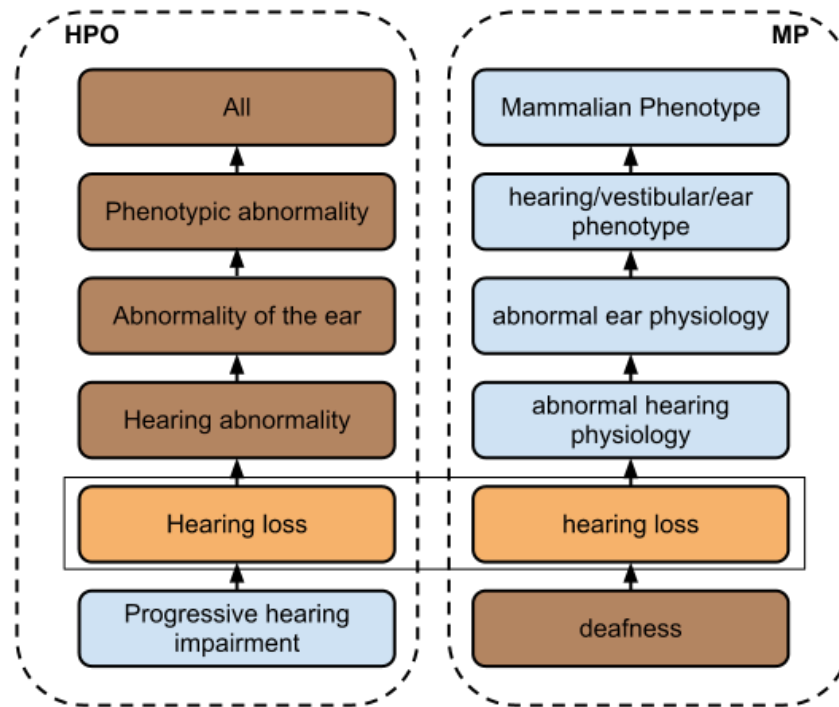 HPO
All
Phenotypic abnormality
Abnormality of the ear
Hearing abnormality
Hearing loss
Progressive hearing
impairment
MP
Mammalian Phenotype
hearing/vestibular/ear
phenotype
abnormal ear physiology
abnormal hearing
physiology
hearing loss
deafness